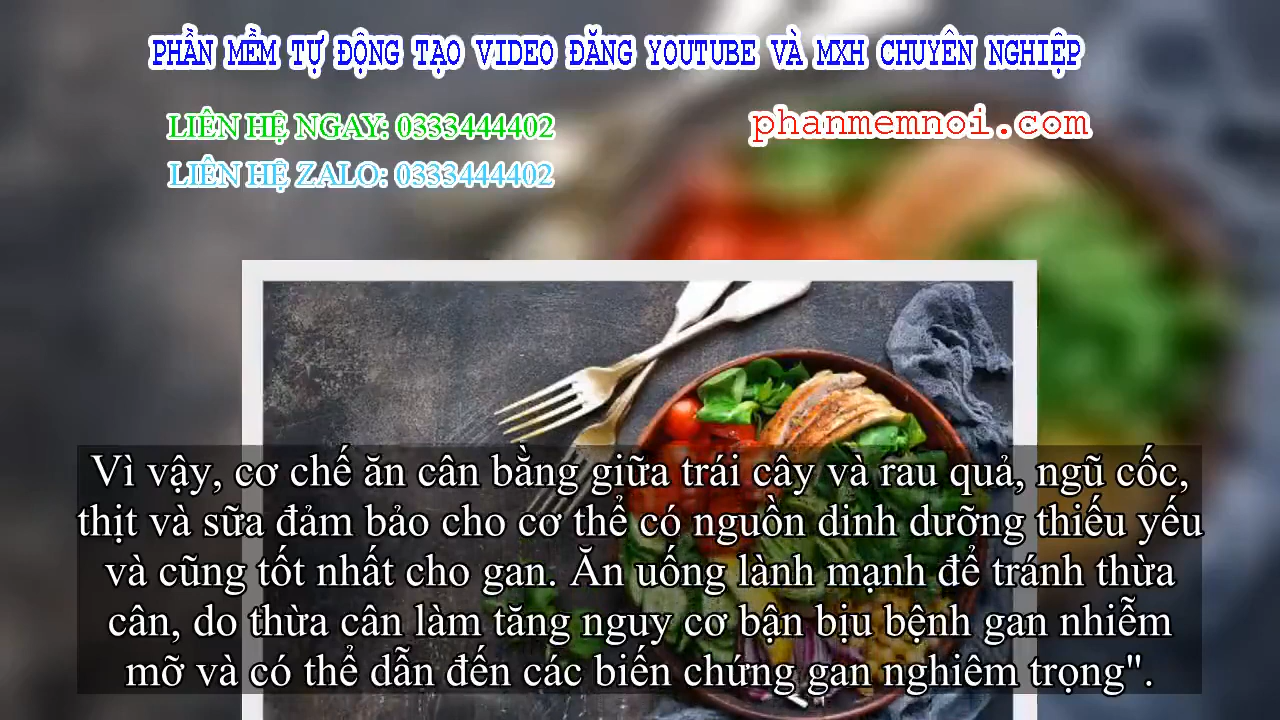 PHẦN MỀM TỰ ĐỘNG TẠO VIDEO ĐĂNG YOUTUBE VÀ MXH CHUYÊN NGHIỆP
LIÊN HỆ NGAY: 0333444402
phanmemnoi.com
LIÊN HỆ ZALO: 0333444402
Vì vậy, cơ chế ăn cân bằng giữa trái cây và rau quả, ngũ cốc,
thịt và sữa đảm bảo cho cơ thể có nguồn dinh dưỡng thiếu yếu
và cũng tốt nhất cho gan. Ăn uống lành mạnh để tránh thừa
cân, do thừa cân làm tăng nguy cơ bận bịu bệnh gan nhiễm
mỡ và có thể dẫn đến các biến chứng gan nghiêm trọng".